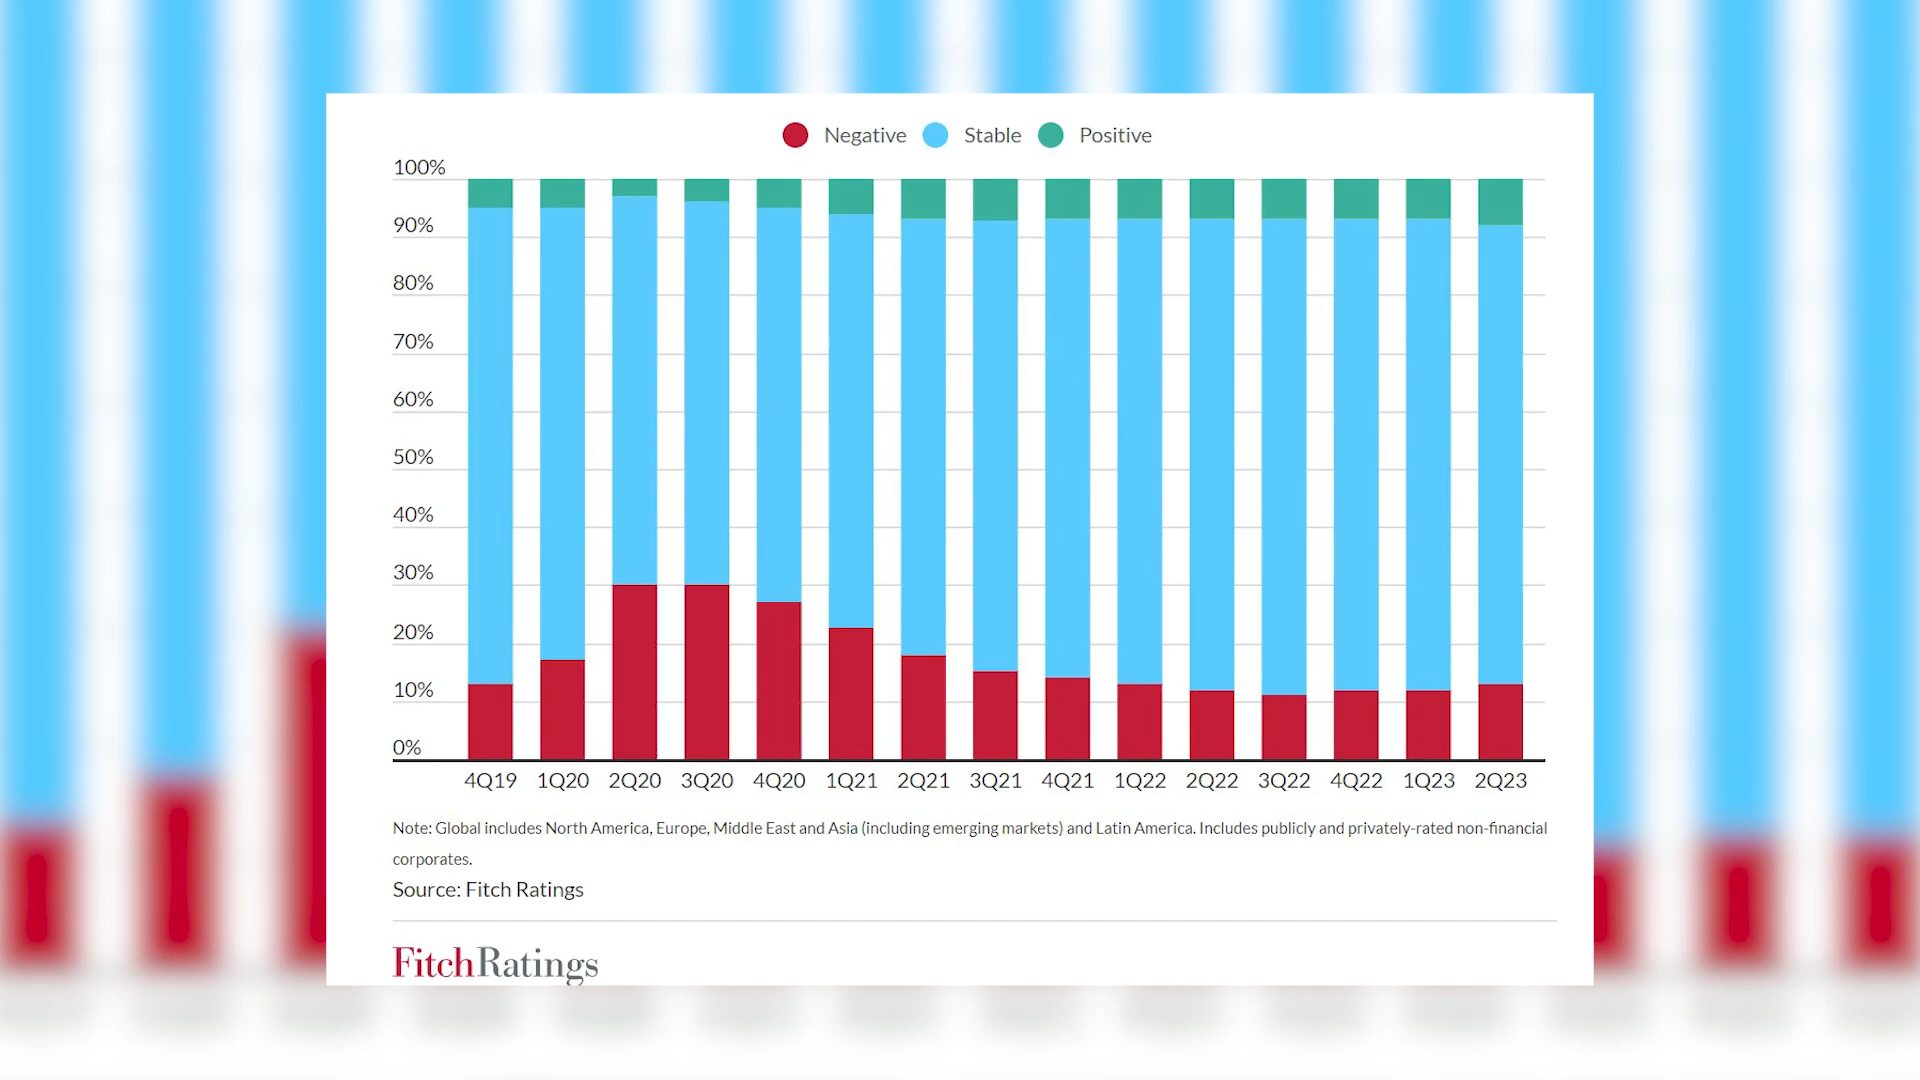 Negative Stable Positive
100%
90%
80%
70%
60%
50%
40%
30%
20%
10%
0%
4Q19 1Q20 2Q20 3Q20 4Q20 1Q21 2Q21 3Q21 4Q21 1Q22 2Q22 3Q22 4Q22 1Q23 2Q23
Note: Global includes North America, Europe, Middle East and Asia (including emerging markets) and Latin America. Includes publicly and privately-rated non-financial
corporates.
Source: Fitch Ratings
FitchRatings